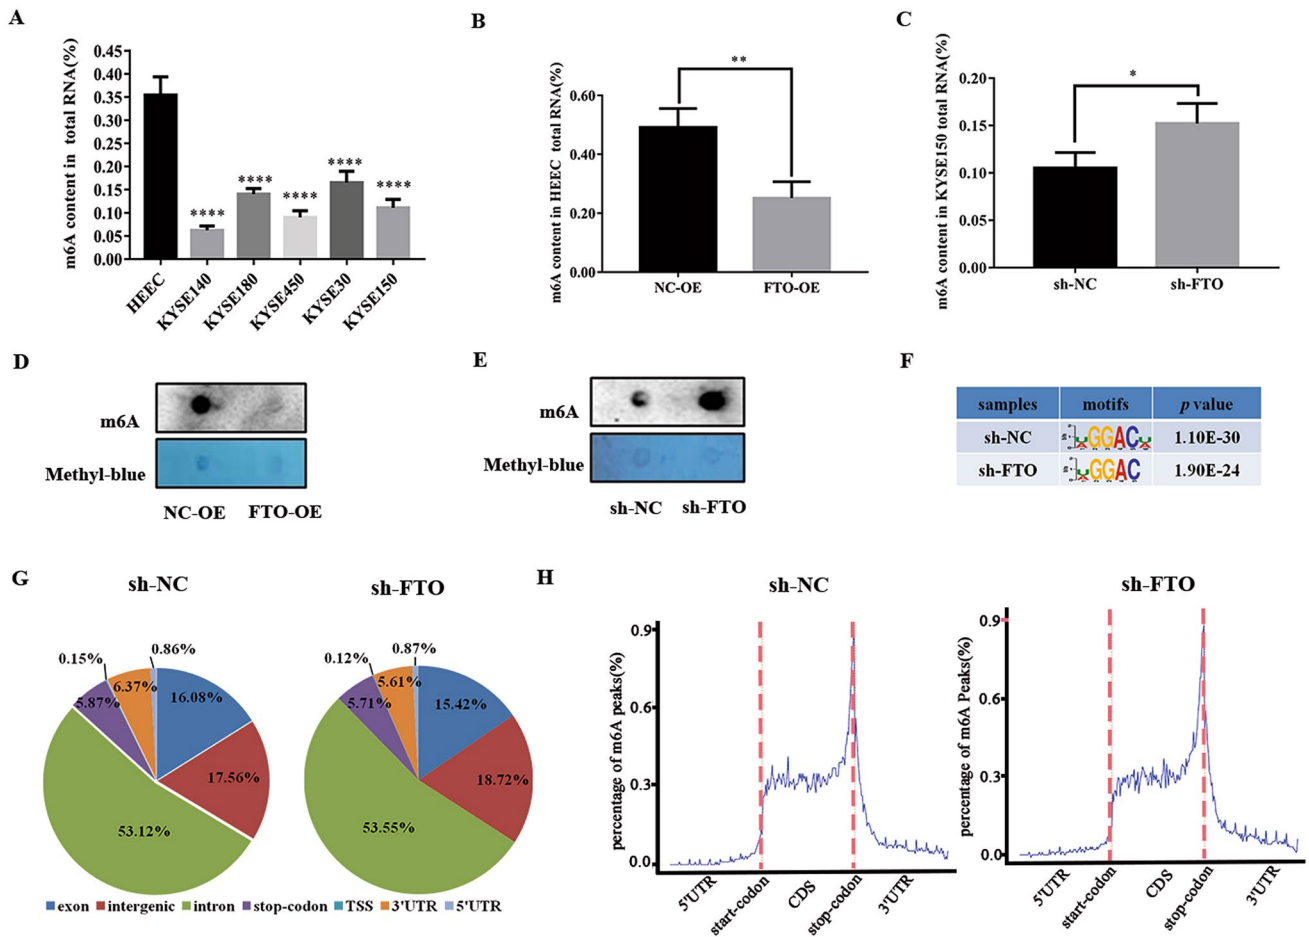 A
m6A content in total RNA(%)
0.45
0.40
0.35
0.30
0.25
0.20
0.15
0.10
0.05
0.00
****
****
****
****
****
HEEC
KYSE140
KYSE180
KYSE450
KYSE30
KYSE150
B
m6A content in HEEC total RNA(%)
0.60
0.40
0.20
0.00
**
NC-OE FTO-OE
C
m6A content in KYSE150 total RNA(%)
0.20
0.15
0.10
0.05
0.00
*
sh-NC sh-FTO
D
m6A
Methyl-blue
NC-OE FTO-OE
E
m6A
Methyl-blue
sh-NC sh-FTO
F
samples motifs p value
sh-NC GGAC 1.10E-30
sh-FTO GGAC 1.90E-24
G
sh-NC
0.15%
0.86%
5.87%
6.37%
16.08%
17.56%
53.12%
sh-FTO
0.12%
0.87%
5.71%
5.61%
15.42%
18.72%
53.55%
exon intergenic intron stop-codon TSS 3'UTR 5'UTR
H
sh-NC
percentage of m6A peaks(%)
0.9
0.6
0.3
0.0
5'UTR
start-codon
CDS
stop-codon
3'UTR
sh-FTO
percentage of m6A Peaks(%)
0.9
0.6
0.3
0.0
5'UTR
start-codon
CDS
stop-codon
3'UTR